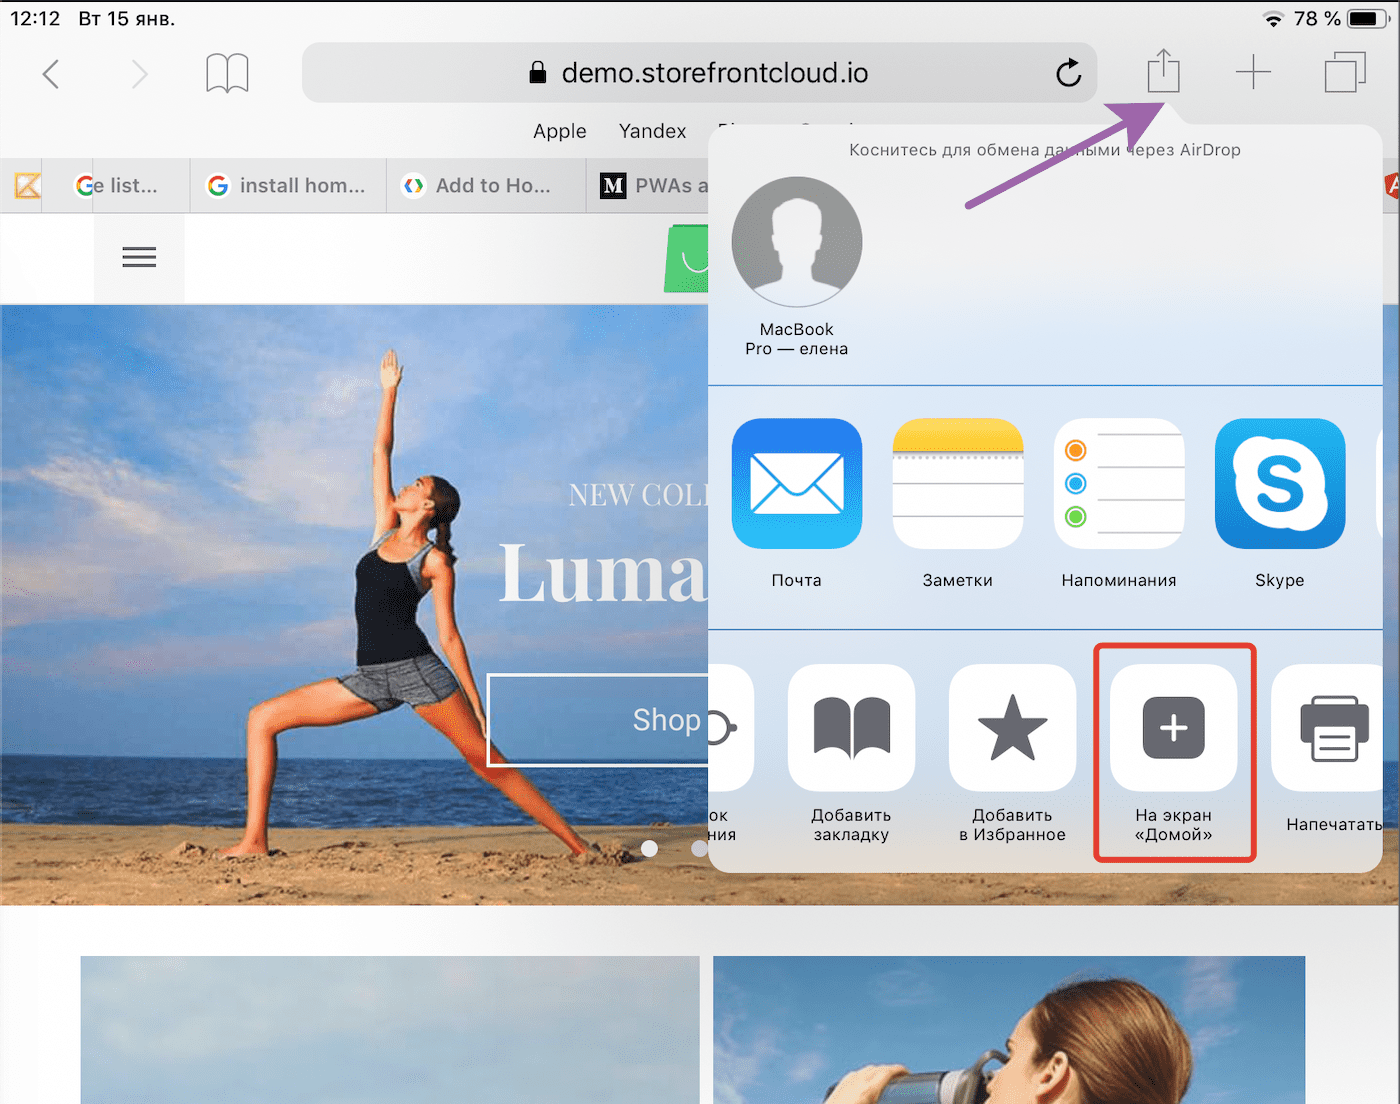 12:12 Вт 15 янв. 78 %
demo.storefrontcloud.io
Apple Yandex
Коснитесь для обмена данными через AirDrop
e list... install hom... Add to Ho... M PWAs a
MacBook
Pro — елена
NEW COLL
Luma
Почта Заметки Напоминания Skype
Shop
ок
ния
Добавить
закладку
Добавить
в Избранное
На экран
«Домой»
Напечатать